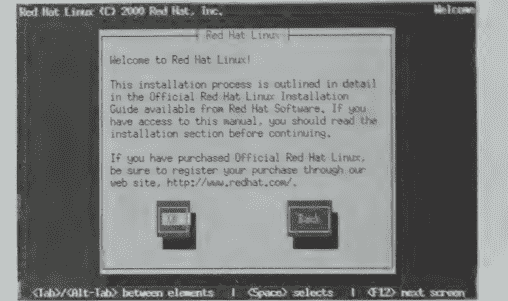 Red Hat Linux (C) 2000 Red Hat, Inc. Welcome
Red Hat Linux
Welcome to Red Hat Linux!
This installation process is outlined in detail
in the Official Red Hat Linux Installation
Guide available from Red Hat Software. If you
have access to this manual, you should read the
installation section before continuing.
If you have purchased Official Red Hat Linux,
be sure to register your purchase through our
web site, http://www.redhat.com/.
OK Back
<Tab>/<Alt-Tab> between elements | <Space> selects | <F12> next screen